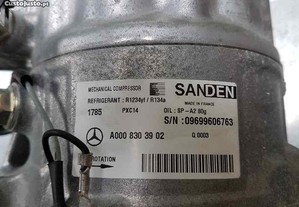 CustoJusto
MECHANICAL COMPRESSOR
SANDEN
REFRIGERANT : R1234yf / R134a
MADE IN FRANCE
1785 PXC14
OIL : SP-A2 80g
S/N : 09699606763
A000 830 39 02
Q 0003
ROTATION